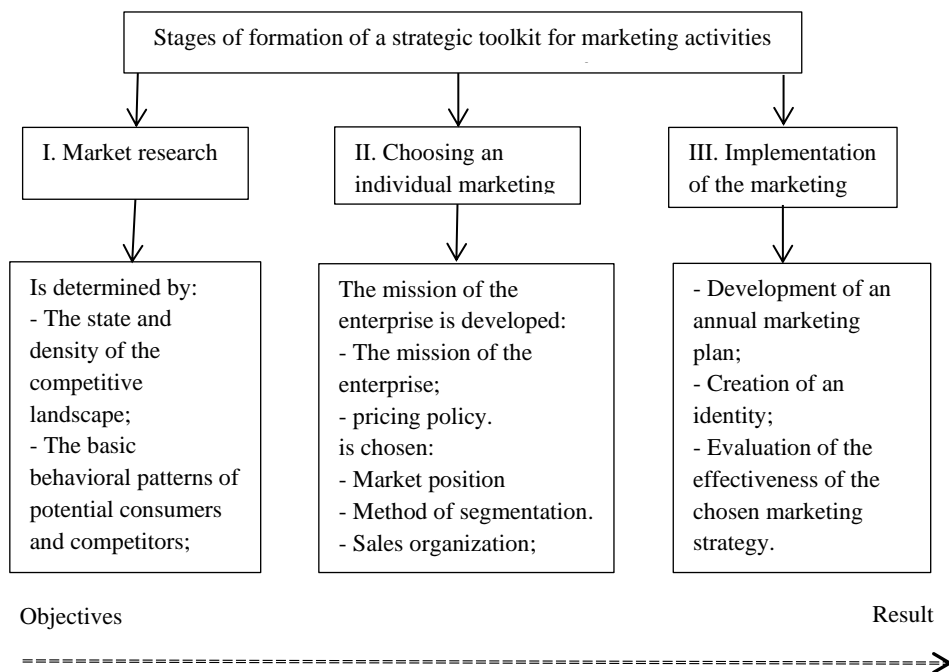 Stages of formation of a strategic toolkit for marketing activities
I. Market research
II. Choosing an
individual marketing
III. Implementation
of the marketing
Is determined by:
- The state and
density of the
competitive
landscape;
- The basic
behavioral patterns of
potential consumers
and competitors;
The mission of the
enterprise is developed:
- The mission of the
enterprise;
- pricing policy.
is chosen:
- Market position
- Method of segmentation.
- Sales organization;
- Development of an
annual marketing
plan;
- Creation of an
identity;
- Evaluation of the
effectiveness of the
chosen marketing
strategy.
Objectives
Result